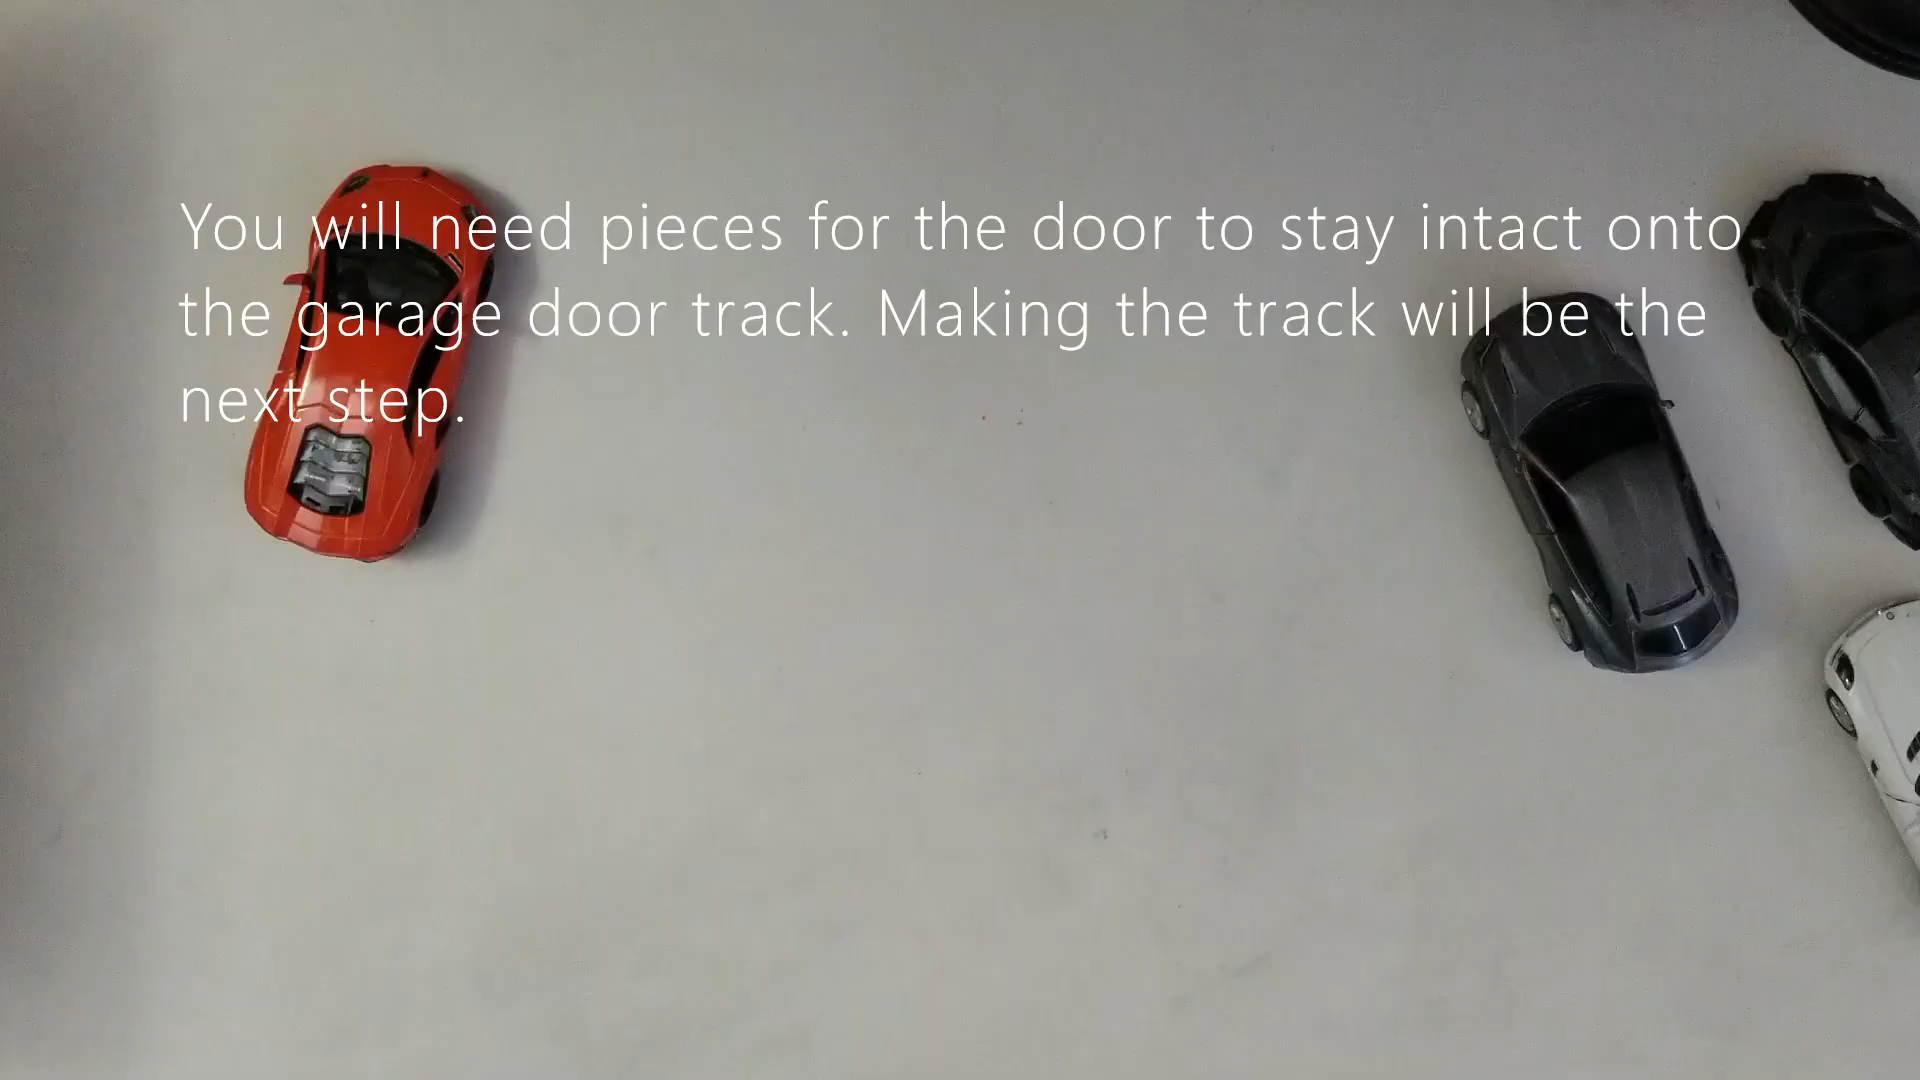 You will need pieces for the door to stay intact onto
the garage door track. Making the track will be the
next step.